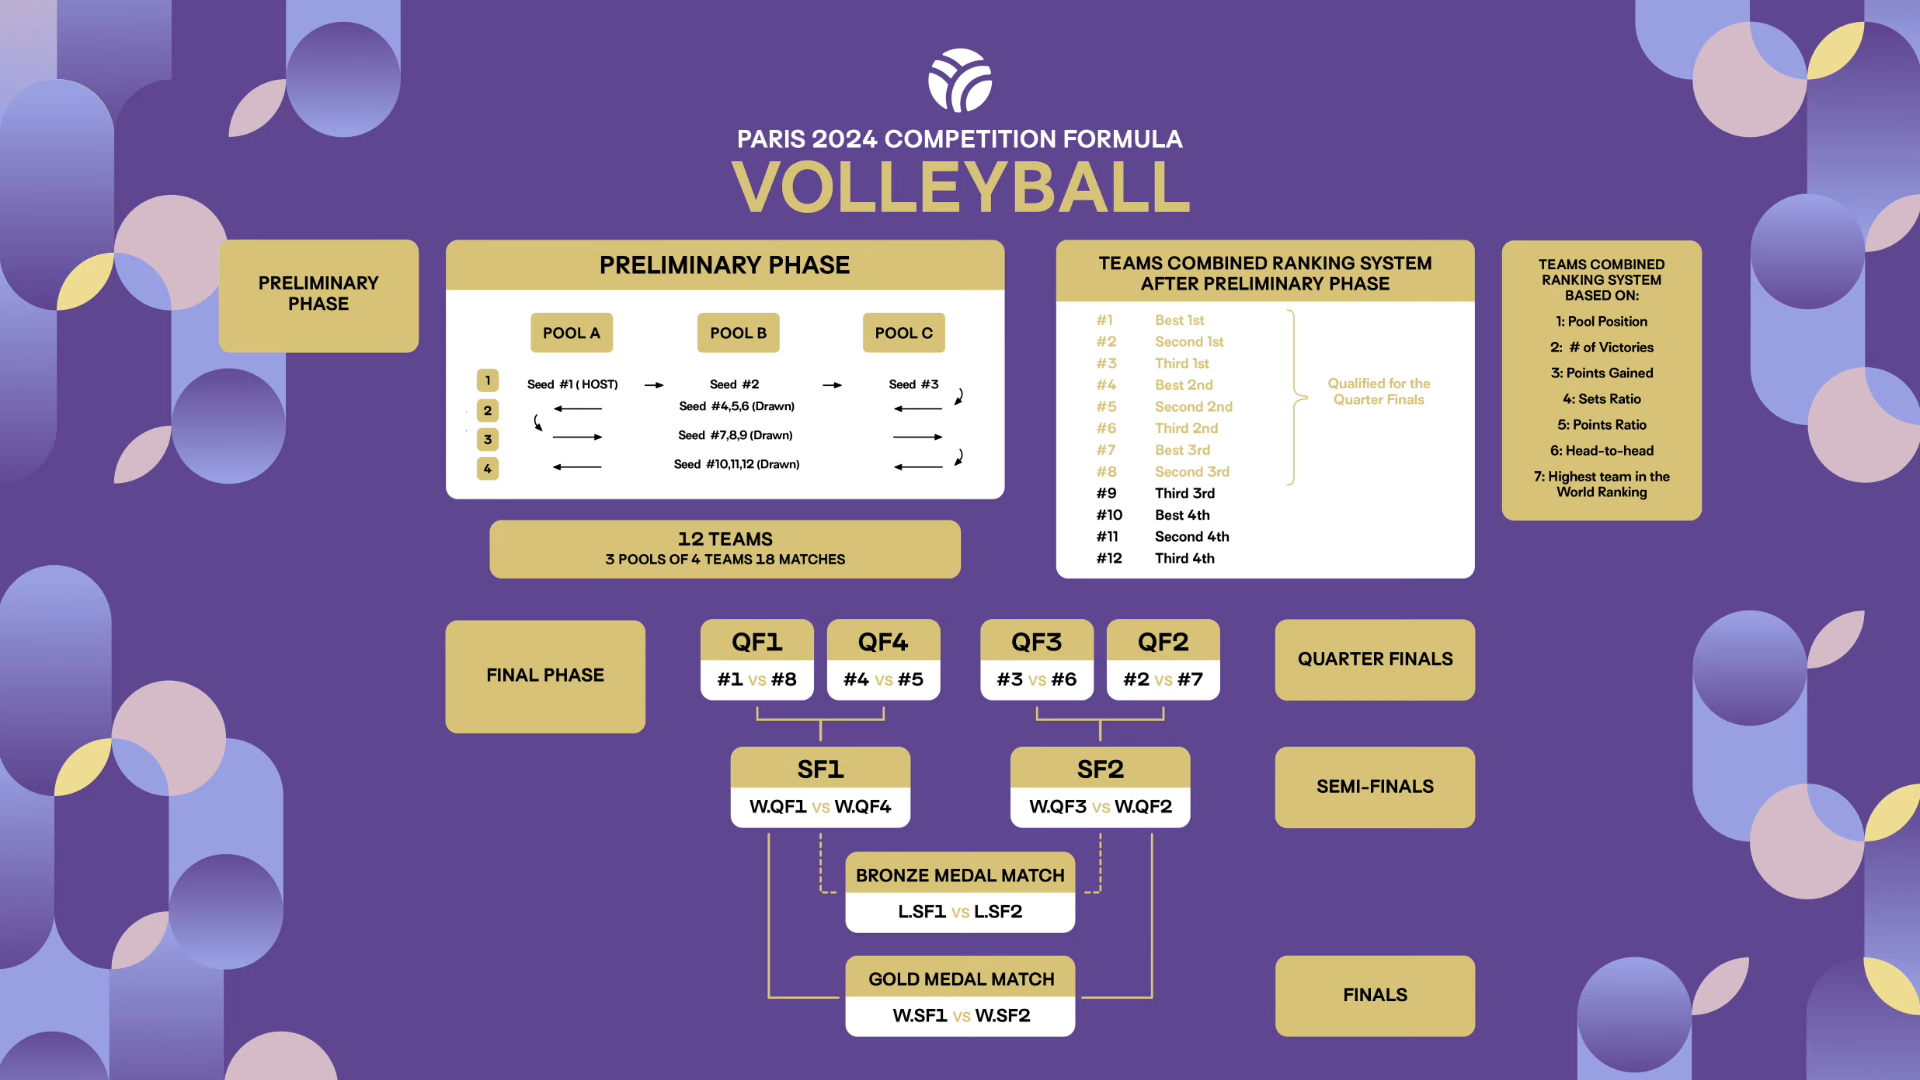 PARIS 2024 COMPETITION FORMULA
VOLLEYBALL
PRELIMINARY
PHASE
PRELIMINARY PHASE
POOL A
POOL B
POOL C
1
Seed #1 ( HOST)
Seed #2
Seed #3
2
Seed #4,5,6 (Drawn)
3
Seed #7,8,9 (Drawn)
4
Seed #10,11,12 (Drawn)
12 TEAMS
3 POOLS OF 4 TEAMS 18 MATCHES
TEAMS COMBINED RANKING SYSTEM
AFTER PRELIMINARY PHASE
#1 Best 1st
#2 Second 1st
#3 Third 1st
#4 Best 2nd
#5 Second 2nd
#6 Third 2nd
#7 Best 3rd
#8 Second 3rd
#9 Third 3rd
#10 Best 4th
#11 Second 4th
#12 Third 4th
Qualified for the
Quarter Finals
TEAMS COMBINED
RANKING SYSTEM
BASED ON:
1: Pool Position
2: # of Victories
3: Points Gained
4: Sets Ratio
5: Points Ratio
6: Head-to-head
7: Highest team in the
World Ranking
FINAL PHASE
QF1
#1 VS #8
QF4
#4 VS #5
QF3
#3 VS #6
QF2
#2 VS #7
QUARTER FINALS
SF1
W.QF1 VS W.QF4
SF2
W.QF3 VS W.QF2
SEMI-FINALS
BRONZE MEDAL MATCH
L.SF1 VS L.SF2
GOLD MEDAL MATCH
W.SF1 VS W.SF2
FINALS